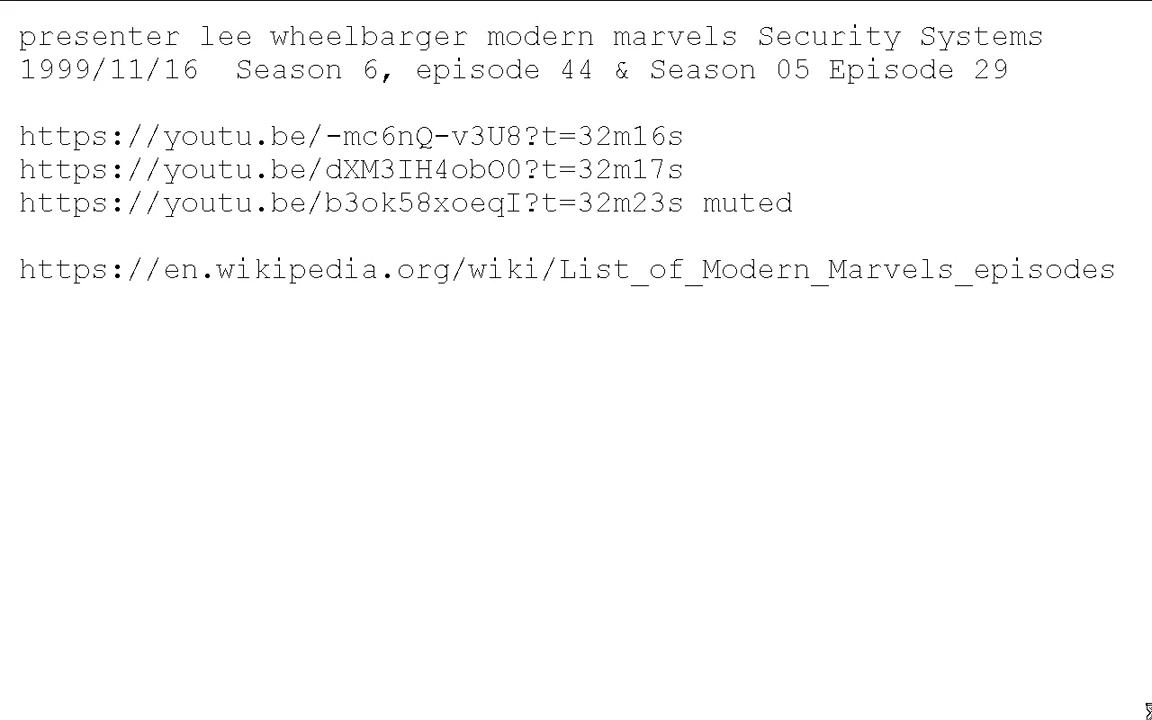 presenter lee wheelbarger modern marvels Security Systems
1999/11/16  Season 6, episode 44 & Season 05 Episode 29
https://youtu.be/-mc6nQ-v3U8?t=32m16s
https://youtu.be/dXM3IH4obO0?t=32m17s
https://youtu.be/b3ok58xoeqI?t=32m23s muted
https://en.wikipedia.org/wiki/List_of_Modern_Marvels_episodes